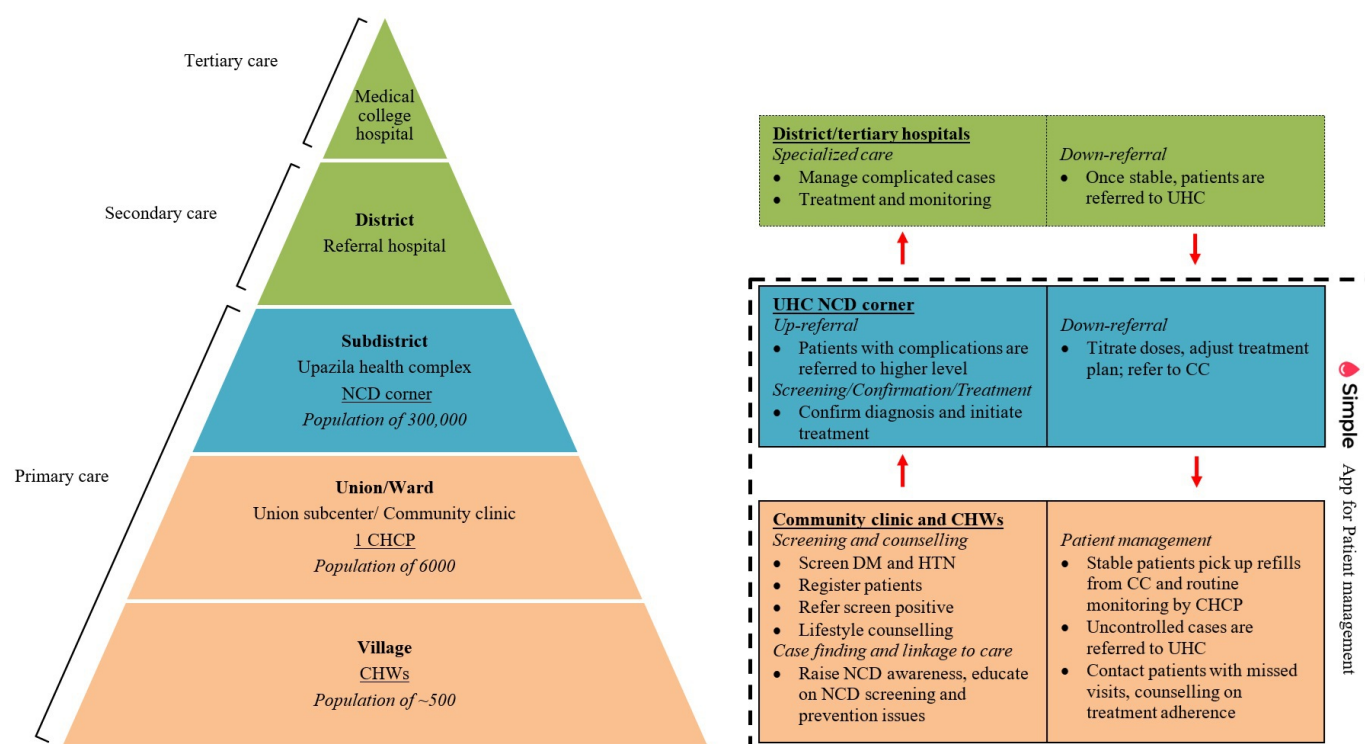 Tertiary care
Medical
college
hospital
Secondary care
District
Referral hospital
Primary care
Subdistrict
Upazila health complex
NCD corner
Population of 300,000
Union/Ward
Union subcenter/ Community clinic
1 CHCP
Population of 6000
Village
CHWs
Population of ~500
District/tertiary hospitals
Specialized care
• Manage complicated cases
• Treatment and monitoring
Down-referral
• Once stable, patients are
referred to UHC
UHC NCD corner
Up-referral
• Patients with complications are
referred to higher level
Screening/Confirmation/Treatment
• Confirm diagnosis and initiate
treatment
Down-referral
• Titrate doses, adjust treatment
plan; refer to CC
Community clinic and CHWs
Screening and counselling
• Screen DM and HTN
• Register patients
• Refer screen positive
• Lifestyle counselling
Case finding and linkage to care
• Raise NCD awareness, educate
on NCD screening and
prevention issues
Patient management
• Stable patients pick up refills
from CC and routine
monitoring by CHCP
• Uncontrolled cases are
referred to UHC
• Contact patients with missed
visits, counselling on
treatment adherence
Simple App for Patient management